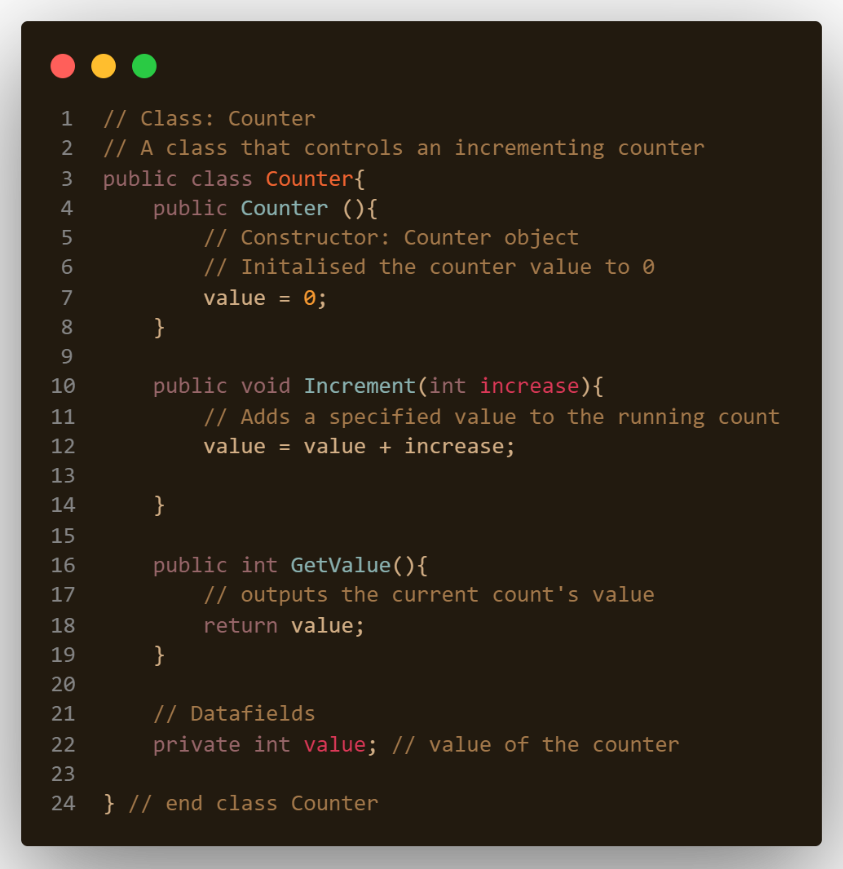 1 // Class: Counter
2 // A class that controls an incrementing counter
3 public class Counter{
4     public Counter (){
5         // Constructor: Counter object
6         // Initalised the counter value to 0
7         value = 0;
8     }
9
10     public void Increment(int increase){
11         // Adds a specified value to the running count
12         value = value + increase;
13
14     }
15
16     public int GetValue(){
17         // outputs the current count's value
18         return value;
19     }
20
21     // Datafields
22     private int value; // value of the counter
23
24 } // end class Counter